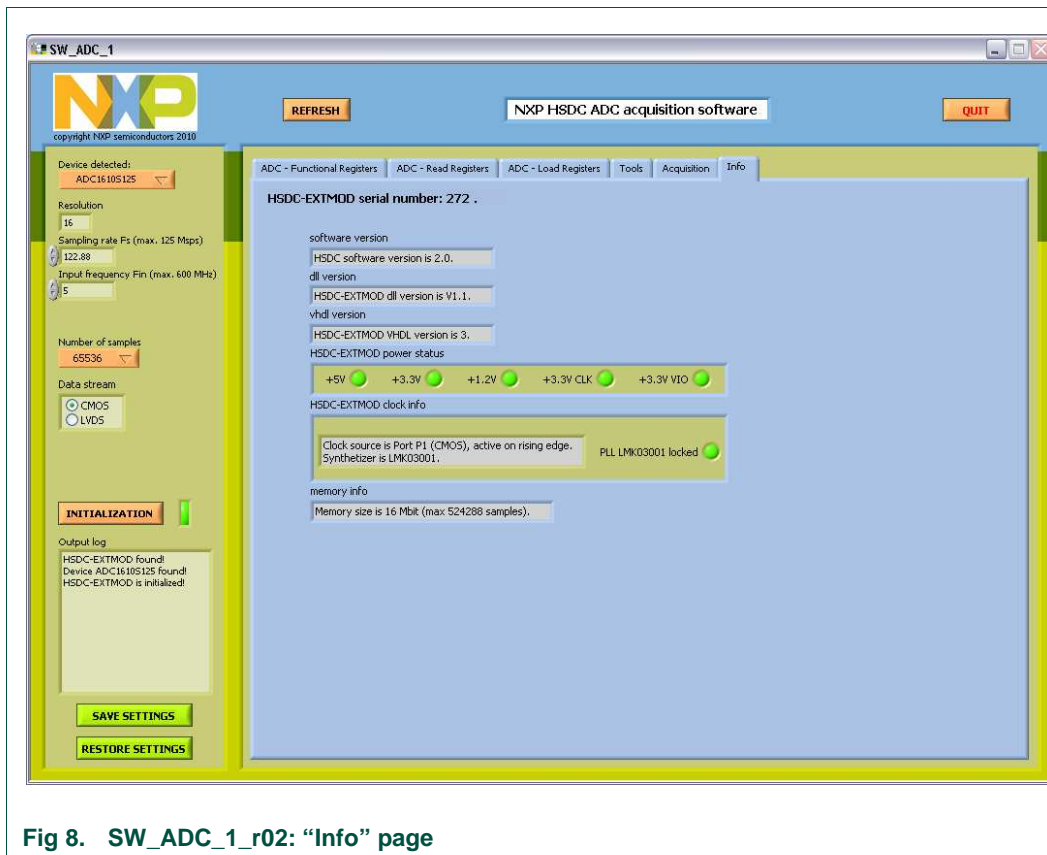 SW_ADC_1
NXP
copyright NXP semiconductors 2010
REFRESH
NXP HSDC ADC acquisition software
QUIT
Device detected:
ADC1610S125
Resolution
16
Sampling rate Fs (max. 125 Msps)
122.88
Input frequency Fin (max. 600 MHz)
5
Number of samples
65536
Data stream
CMOS
LVDS
INITIALIZATION
Output log
HSDC-EXTMOD found!
Device ADC1610S125 found!
HSDC-EXTMOD is initialized!
SAVE SETTINGS
RESTORE SETTINGS
ADC - Functional Registers
ADC - Read Registers
ADC - Load Registers
Tools
Acquisition
Info
HSDC-EXTMOD serial number: 272 .
software version
HSDC software version is 2.0.
dll version
HSDC-EXTMOD dll version is V1.1.
vhdl version
HSDC-EXTMOD VHDL version is 3.
HSDC-EXTMOD power status
+5V
+3.3V
+1.2V
+3.3V CLK
+3.3V VIO
HSDC-EXTMOD clock info
Clock source is Port P1 (CMOS), active on rising edge.
Synthetizer is LMK03001.
PLL LMK03001 locked
memory info
Memory size is 16 Mbit (max 524288 samples).
Fig 8. SW_ADC_1_r02: “Info” page